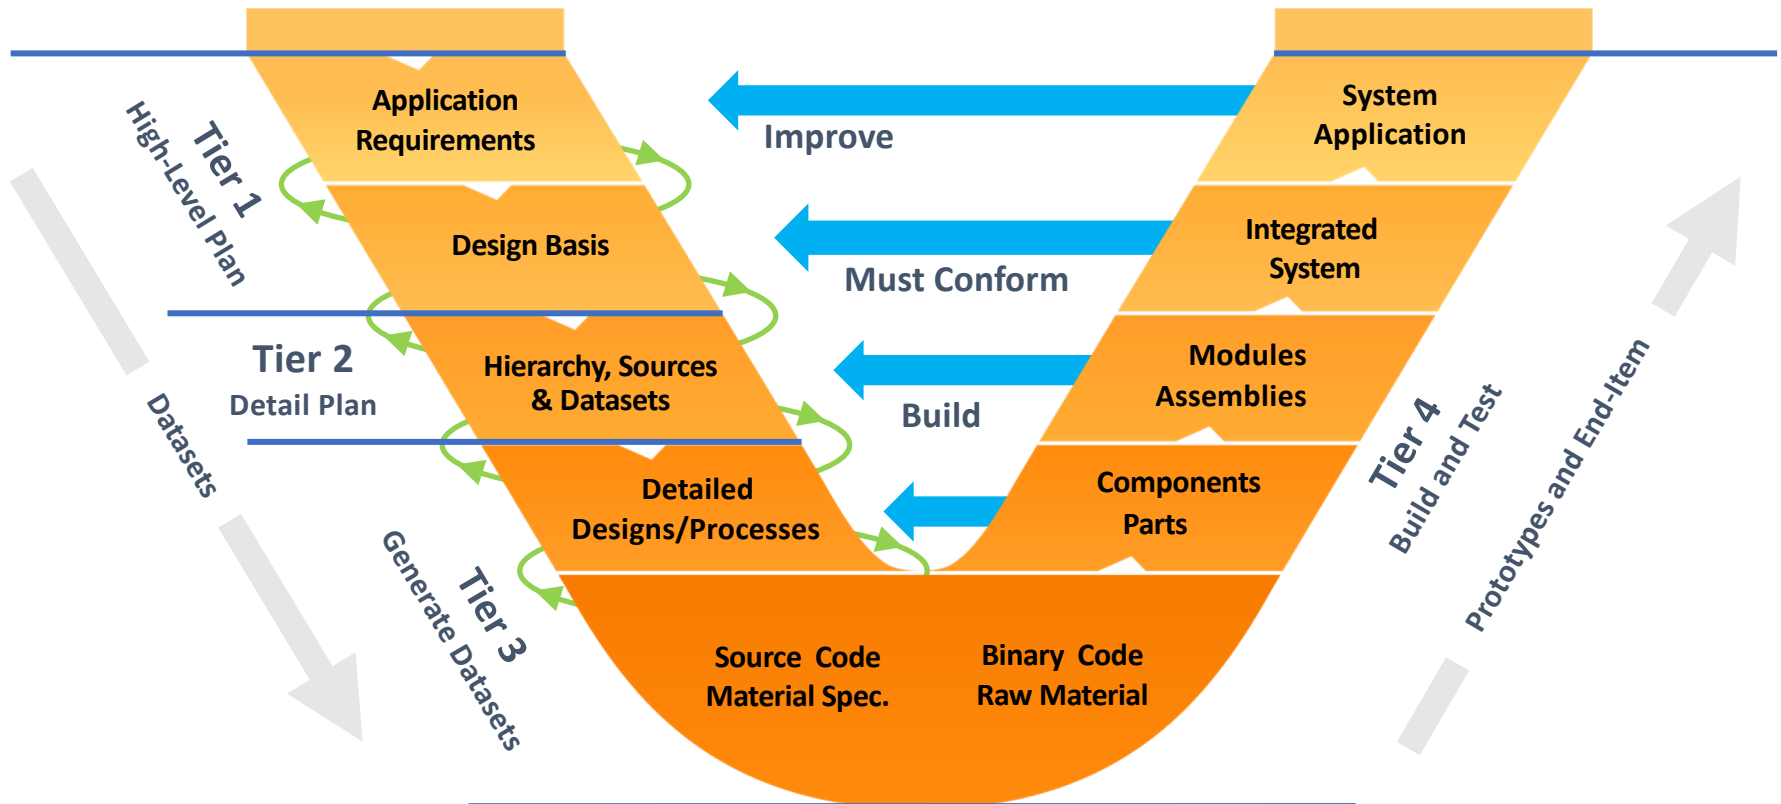 Application
Requirements
System
Application
Improve
Tier 1
High-Level Plan
Design Basis
Integrated
System
Must Conform
Tier 2
Detail Plan
Hierarchy, Sources
& Datasets
Modules
Assemblies
Build
Datasets
Detailed
Designs/Processes
Components
Parts
Tier 4
Build and Test
Prototypes and End-Item
Tier 3
Generate Datasets
Source Code
Material Spec.
Binary Code
Raw Material